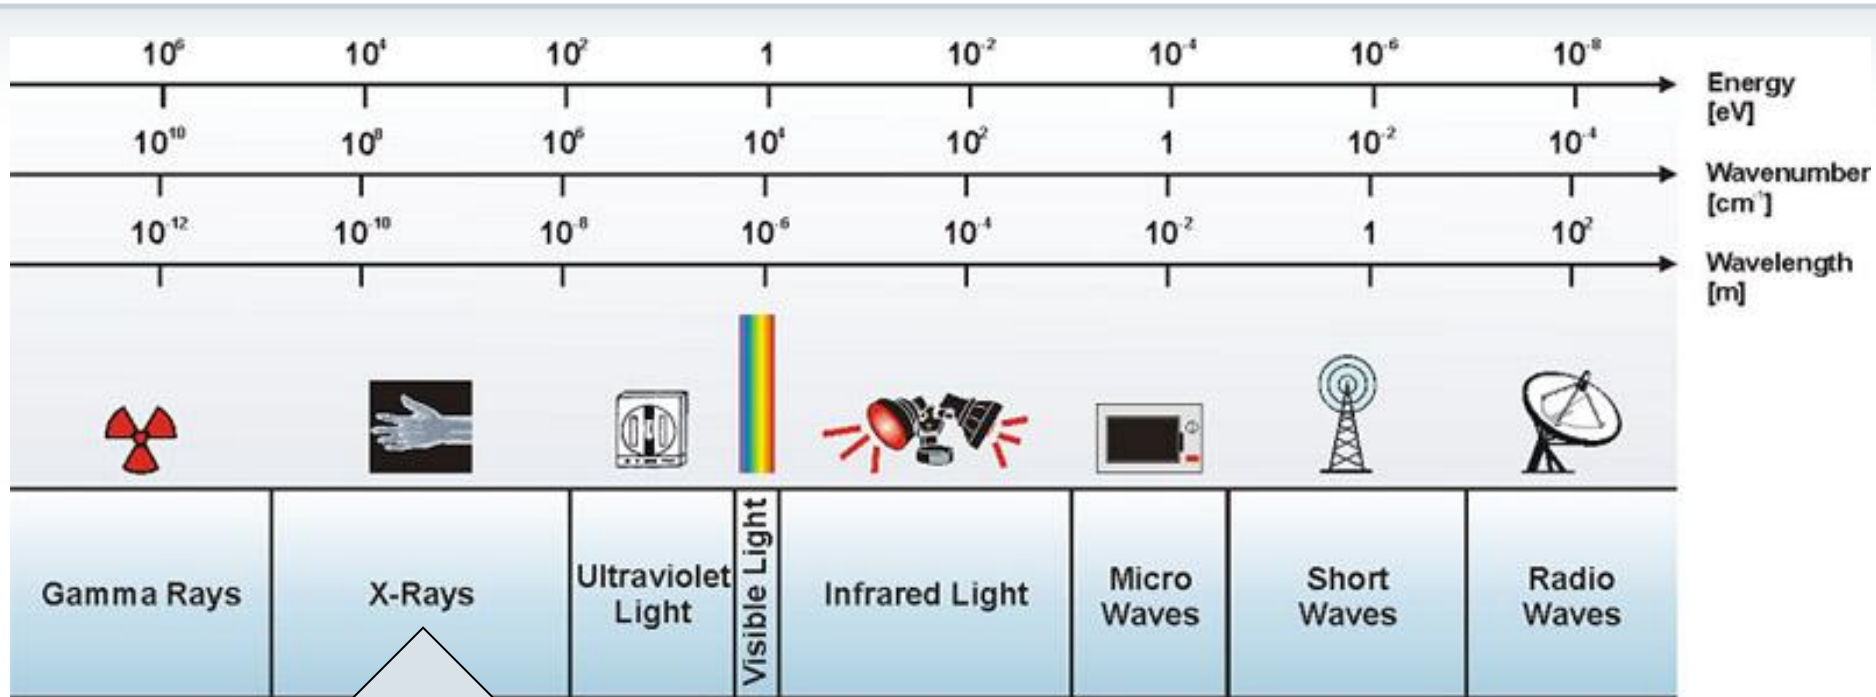 10⁶ 10⁴ 10² 1 10⁻² 10⁻⁴ 10⁻⁶ 10⁻⁸
Energy
[eV]
10¹⁰ 10⁸ 10⁶ 10⁴ 10² 1 10⁻² 10⁻⁴
Wavenumber
[cm⁻¹]
10⁻¹² 10⁻¹⁰ 10⁻⁸ 10⁻⁶ 10⁻⁴ 10⁻² 1 10²
Wavelength
[m]
Gamma Rays
X-Rays
Ultraviolet
Light
Visible Light
Infrared Light
Micro
Waves
Short
Waves
Radio
Waves